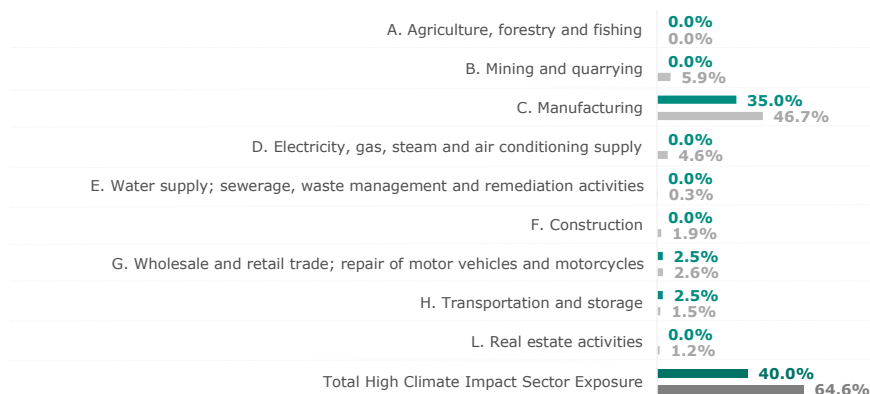 A. Agriculture, forestry and fishing
0.0%
0.0%
B. Mining and quarrying
0.0%
5.9%
C. Manufacturing
35.0%
46.7%
D. Electricity, gas, steam and air conditioning supply
0.0%
4.6%
E. Water supply; sewerage, waste management and remediation activities
0.0%
0.3%
F. Construction
0.0%
1.9%
G. Wholesale and retail trade; repair of motor vehicles and motorcycles
2.5%
2.6%
H. Transportation and storage
2.5%
1.5%
L. Real estate activities
0.0%
1.2%
Total High Climate Impact Sector Exposure
40.0%
64.6%